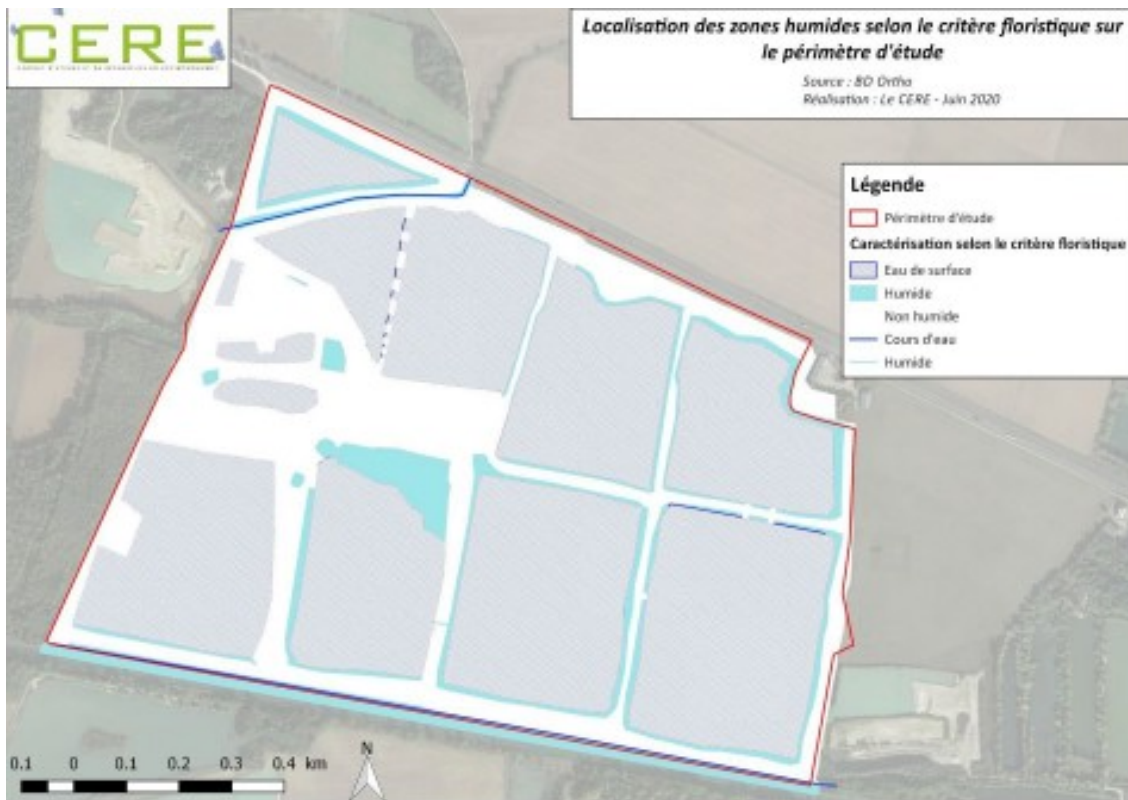 CERE
Localisation des zones humides selon le critère floristique sur
le périmètre d'étude
Source : BD Ortho
Réalisation : Le CERE - Juin 2020
Légende
Périmètre d'étude
Caractérisation selon le critère floristique
Eau de surface
Humide
Non humide
Cours d'eau
Humide
0.1 0 0.1 0.2 0.3 0.4 km
N